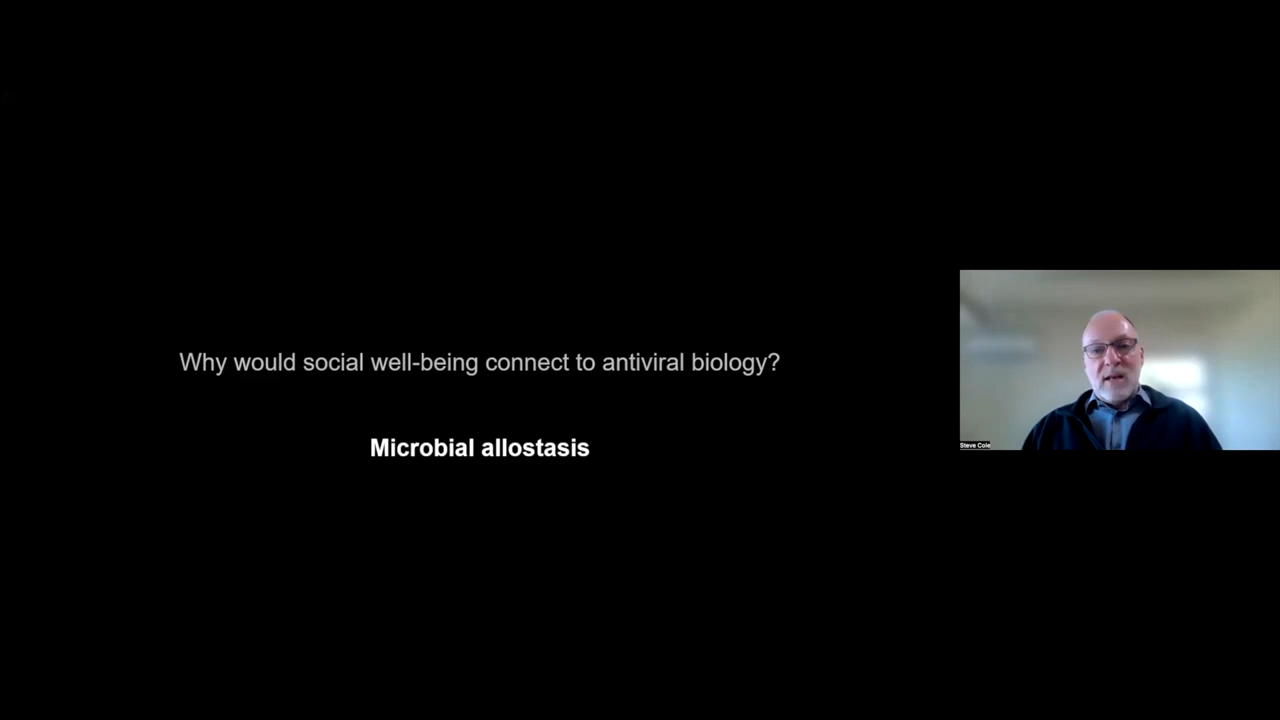 Why would social well-being connect to antiviral biology?
Microbial allostasis
Steve Cole